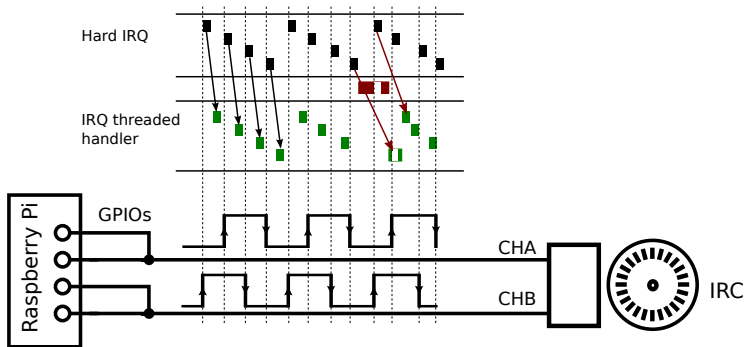 Hard IRQ
IRQ threaded
handler
Raspberry Pi
GPIOs
CHA
CHB
IRC